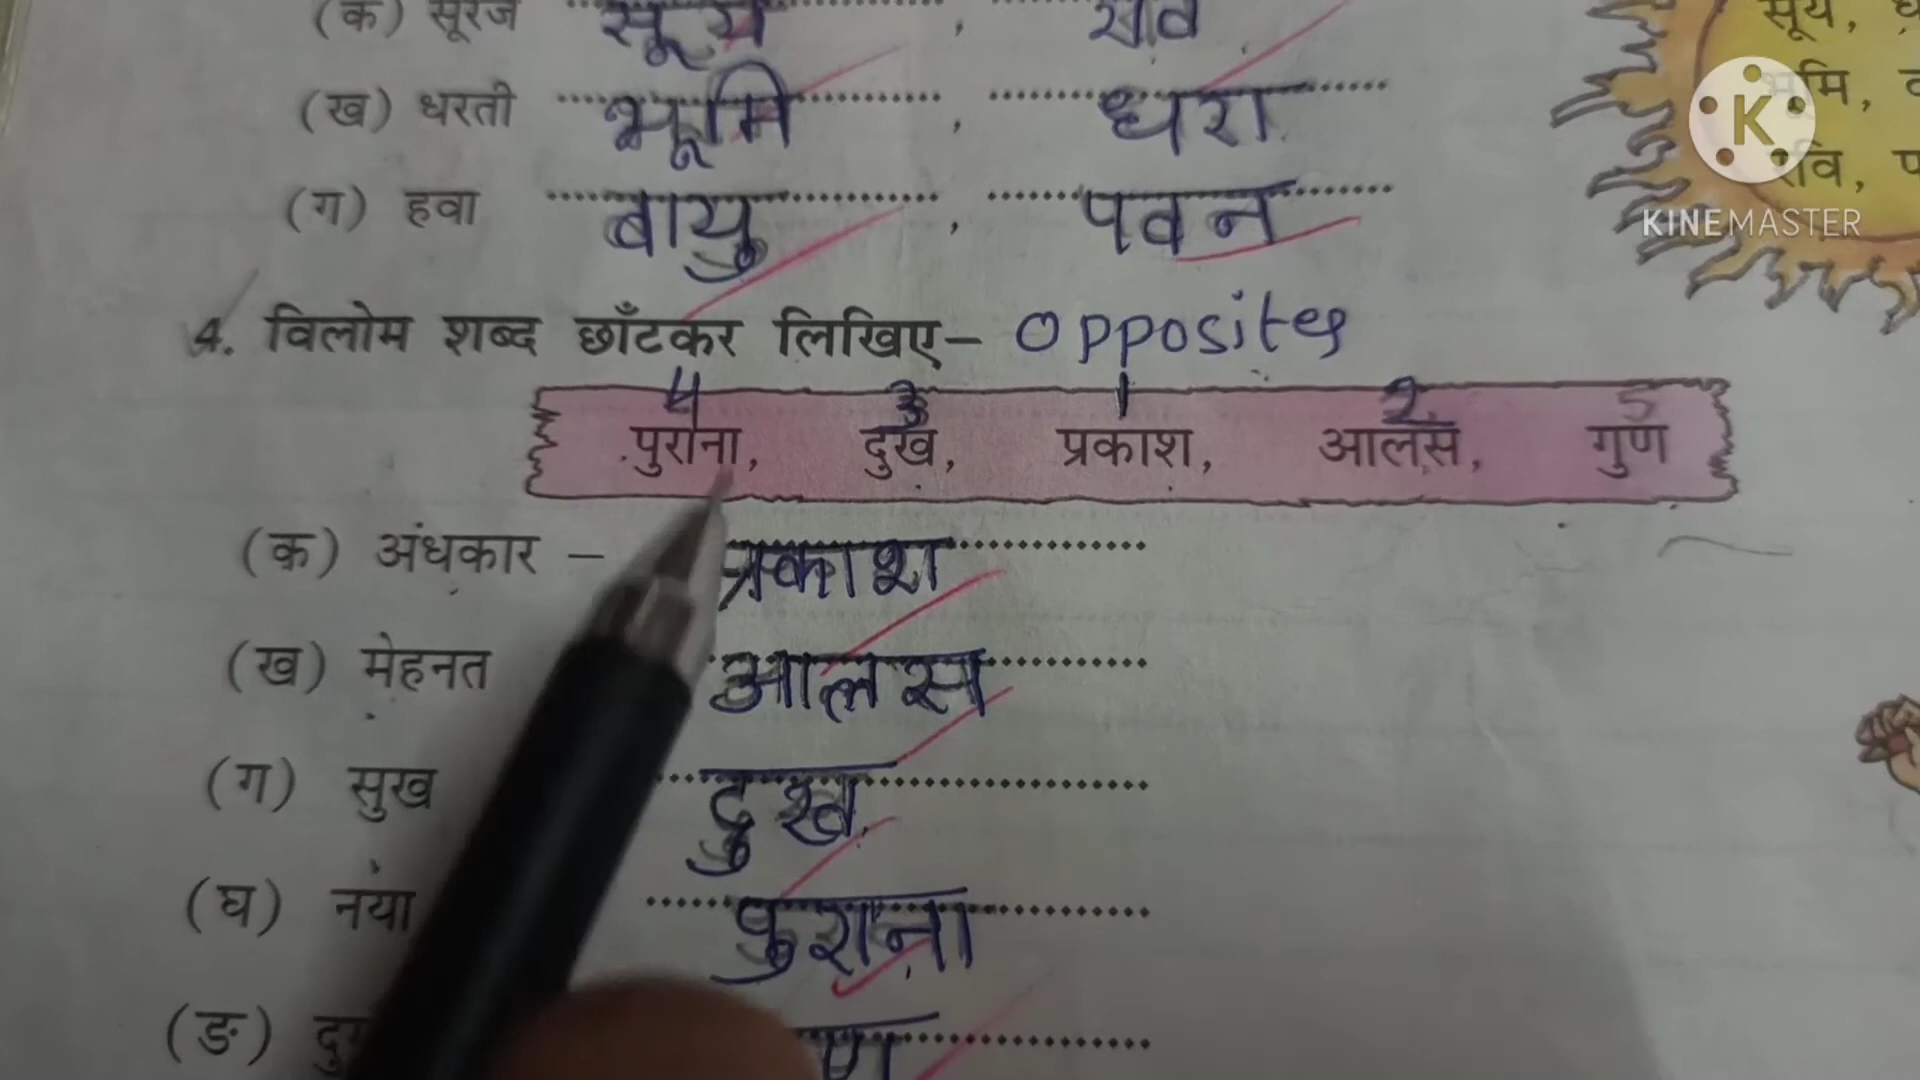 (क) सूरज सूर्य, रवि
सूर्य,
(ख) धरती भूमि, धरा
भूमि,
K
रवि,
KINEMASTER
(ग) हवा बायु, पवन
4. विलोम शब्द छाँटकर लिखिए– Opposites
4 3 1 2 5
पुराना, दुख, प्रकाश, आलस, गुण
(क) अंधकार – प्रकाश
(ख) मेहनत आलस
(ग) सुख दुख
(घ) नया पुराना
(ङ)